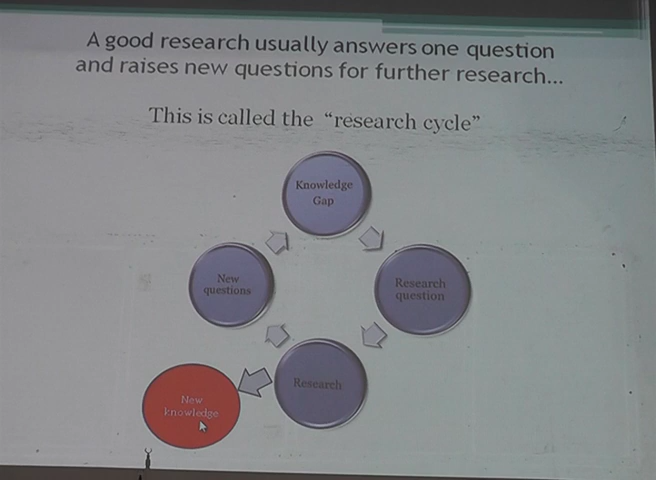 A good research usually answers one question
and raises new questions for further research...
This is called the “research cycle”
Knowledge
Gap
New
questions
Research
question
Research
New
knowledge